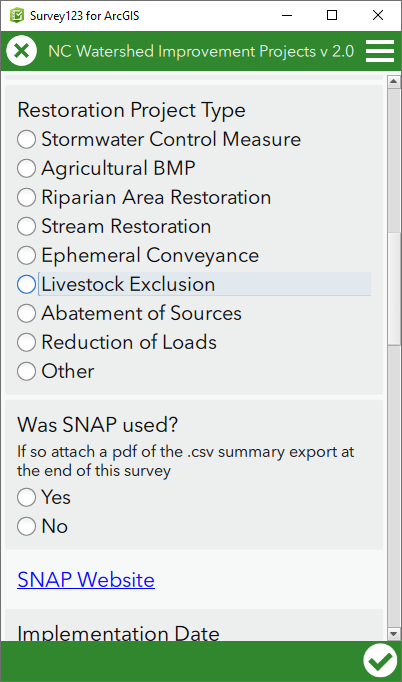 Survey123 for ArcGIS
NC Watershed Improvement Projects v 2.0
Restoration Project Type
Stormwater Control Measure
Agricultural BMP
Riparian Area Restoration
Stream Restoration
Ephemeral Conveyance
Livestock Exclusion
Abatement of Sources
Reduction of Loads
Other
Was SNAP used?
If so attach a pdf of the .csv summary export at
the end of this survey
Yes
No
SNAP Website
Implementation Date